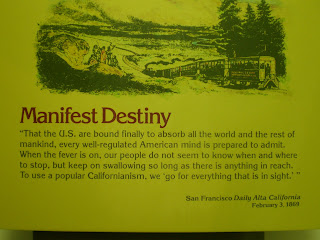 Manifest Destiny
“That the U.S. are bound finally to absorb all the world and the rest of
mankind, every well-regulated American mind is prepared to admit.
When the fever is on, our people do not seem to know when and where
to stop, but keep on swallowing so long as there is anything in reach.
To use a popular Californianism, we ‘go for everything that is in sight.’ ”
San Francisco Daily Alta California
February 3, 1869